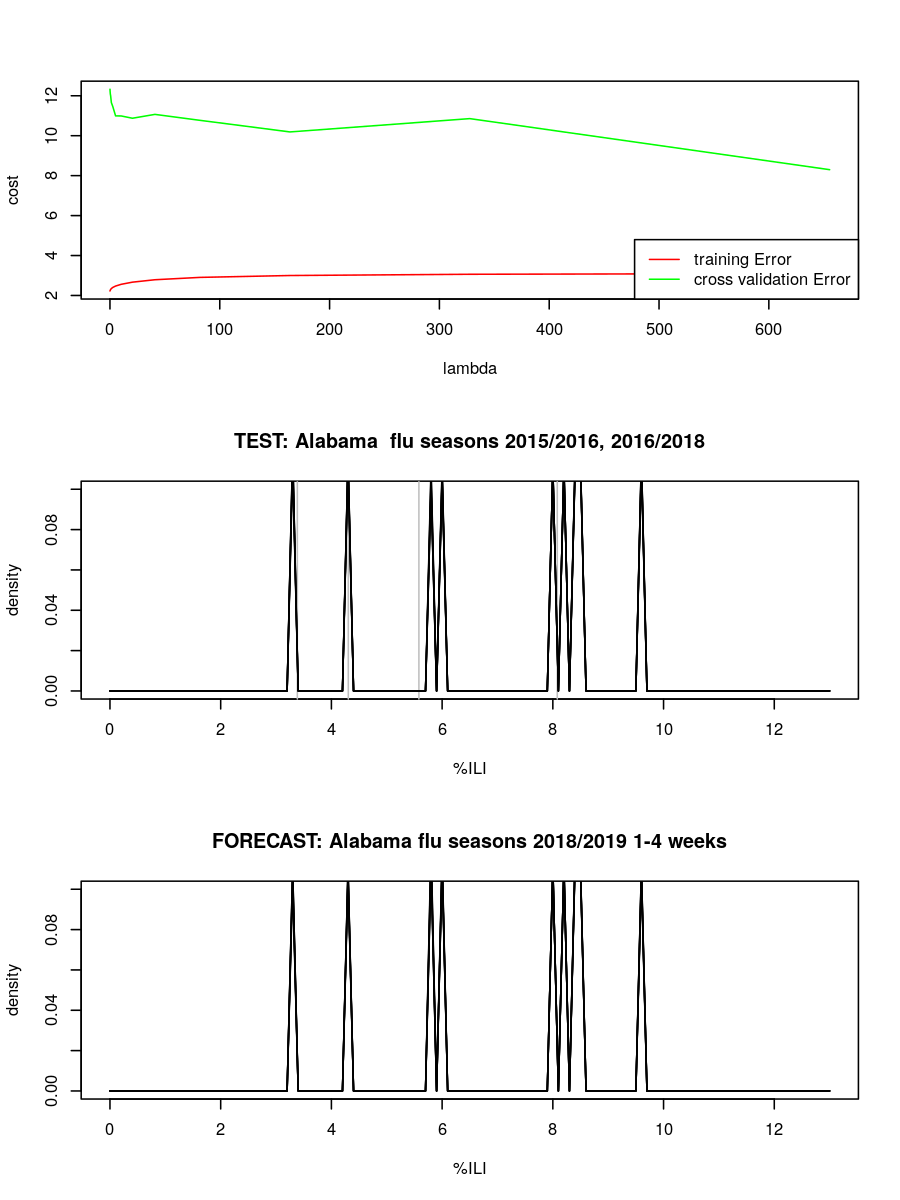 12
10
8
6
4
2
cost
training Error
cross validation Error
0 100 200 300 400 500 600
lambda
TEST: Alabama  flu seasons 2015/2016, 2016/2018
0.08
0.04
0.00
density
0 2 4 6 8 10 12
%ILI
FORECAST: Alabama flu seasons 2018/2019 1-4 weeks
0.08
0.04
0.00
density
0 2 4 6 8 10 12
%ILI